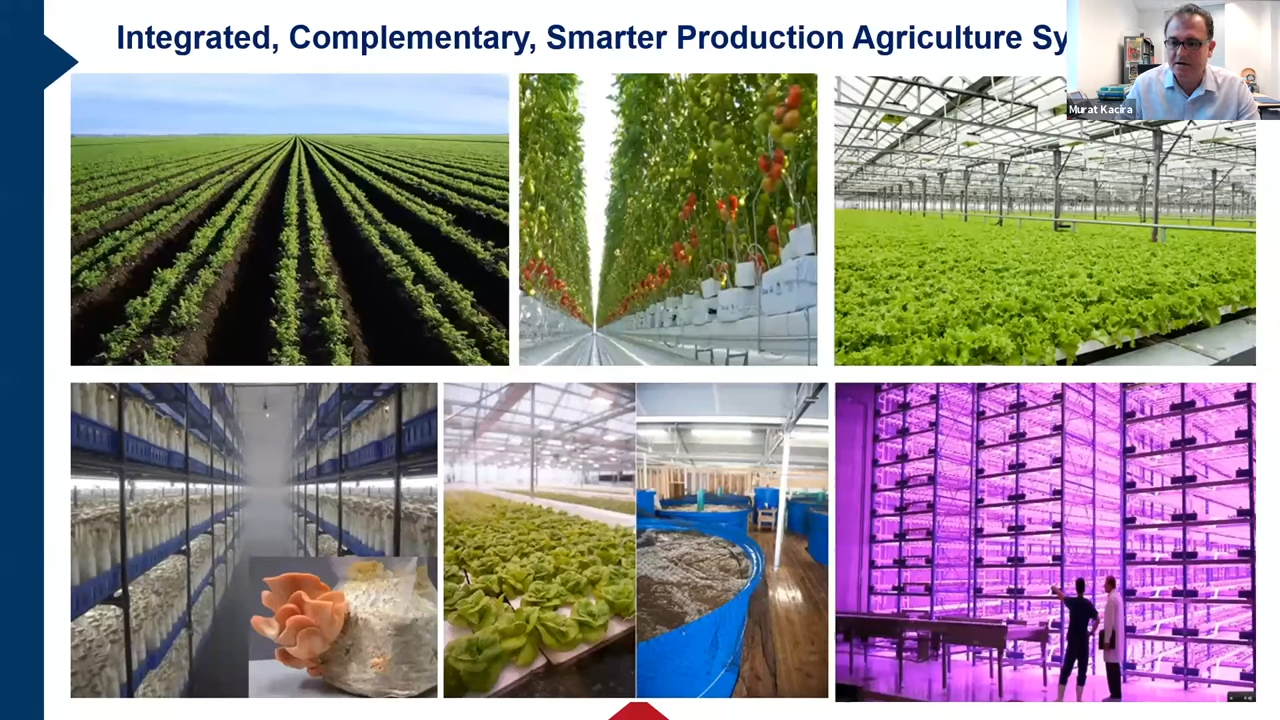 Integrated, Complementary, Smarter Production Agriculture Sy
Murat Kacira